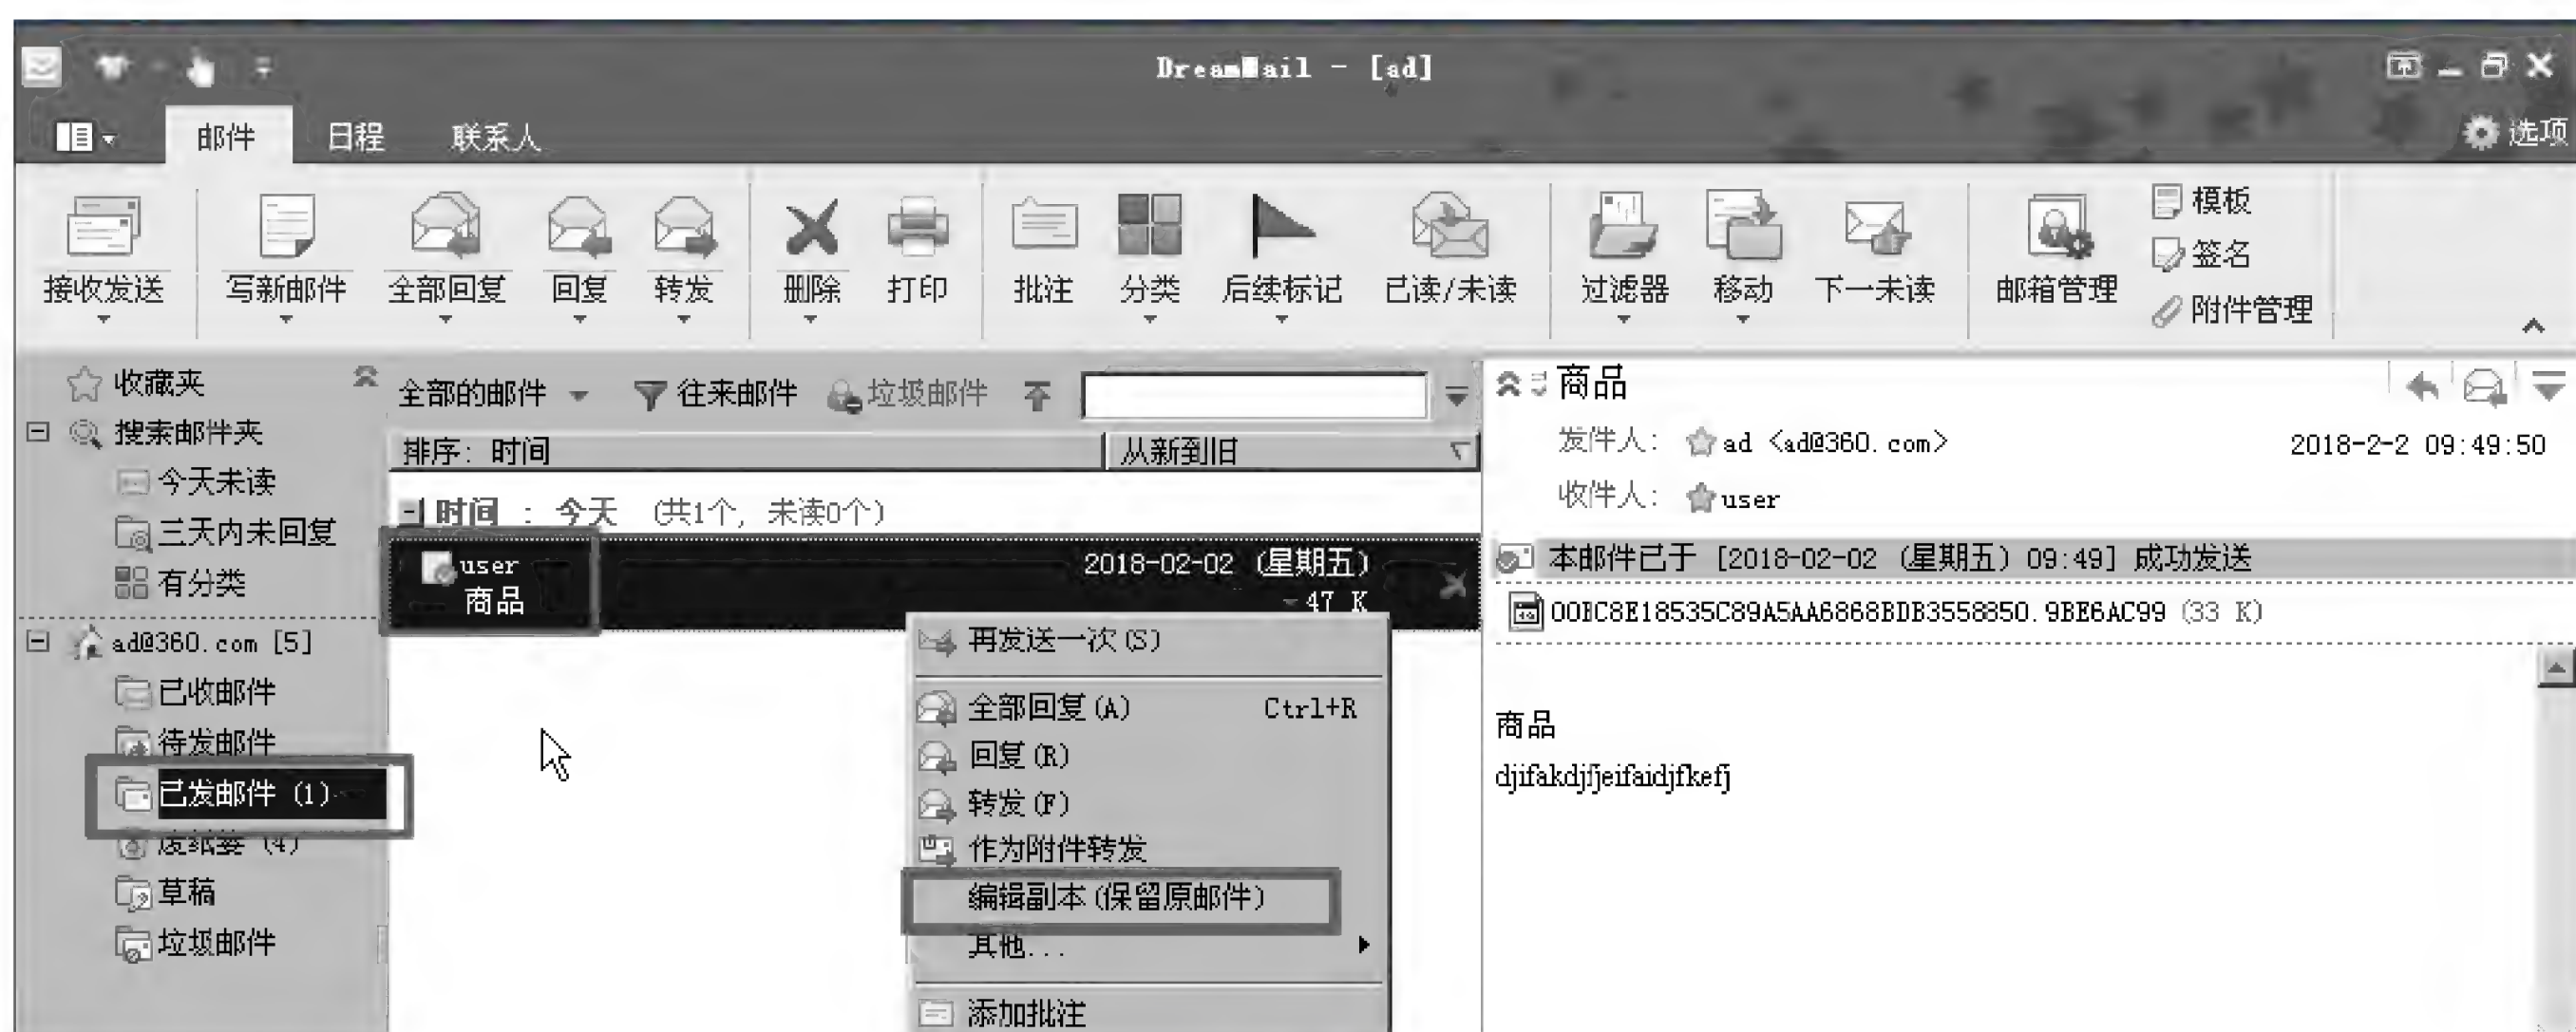 DreamMail - [ad]
邮件 日程 联系人 选项
接收发送 写新邮件 全部回复 回复 转发 删除 打印 批注 分类 后续标记 已读/未读 过滤器 移动 下一未读 邮箱管理
模板
签名
附件管理
收藏夹
搜索邮件夹
今天未读
三天内未回复
有分类
ad@360.com [5]
已收邮件
待发邮件
已发邮件 (1)
废纸篓 (4)
草稿
垃圾邮件
全部的邮件 往来邮件 垃圾邮件
排序: 时间 从新到旧
时间 : 今天 (共1个, 未读0个)
user 2018-02-02 (星期五)
商品 47 K
再发送一次(S)
全部回复(A) Ctrl+R
回复(R)
转发(F)
作为附件转发
编辑副本(保留原邮件)
其他...
添加批注
商品
发件人: ad <ad@360.com> 2018-2-2 09:49:50
收件人: user
本邮件已于 [2018-02-02 (星期五) 09:49] 成功发送
00BC8E18535C89A5AA6868BDB3558850.9BE6AC99 (33 K)
商品
djifakdjfjeifaidjfkefj